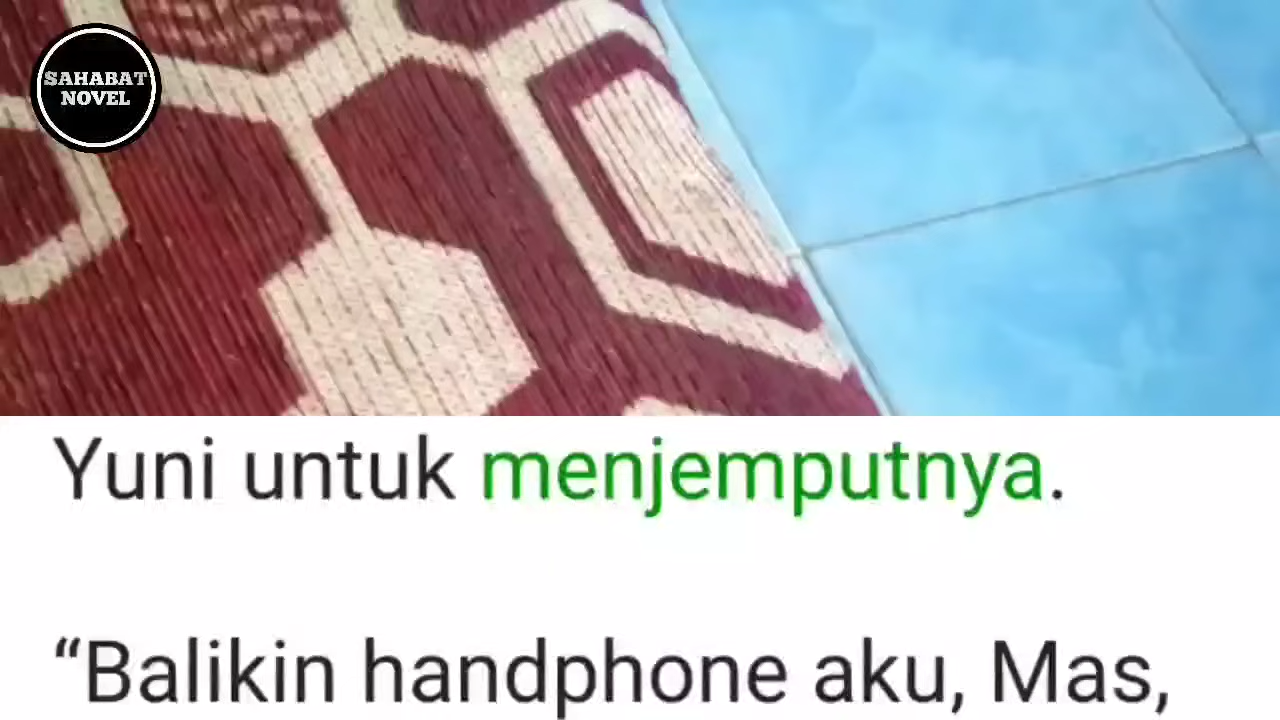 SAHABAT
NOVEL
Yuni untuk menjemputnya.
“Balikin handphone aku, Mas,